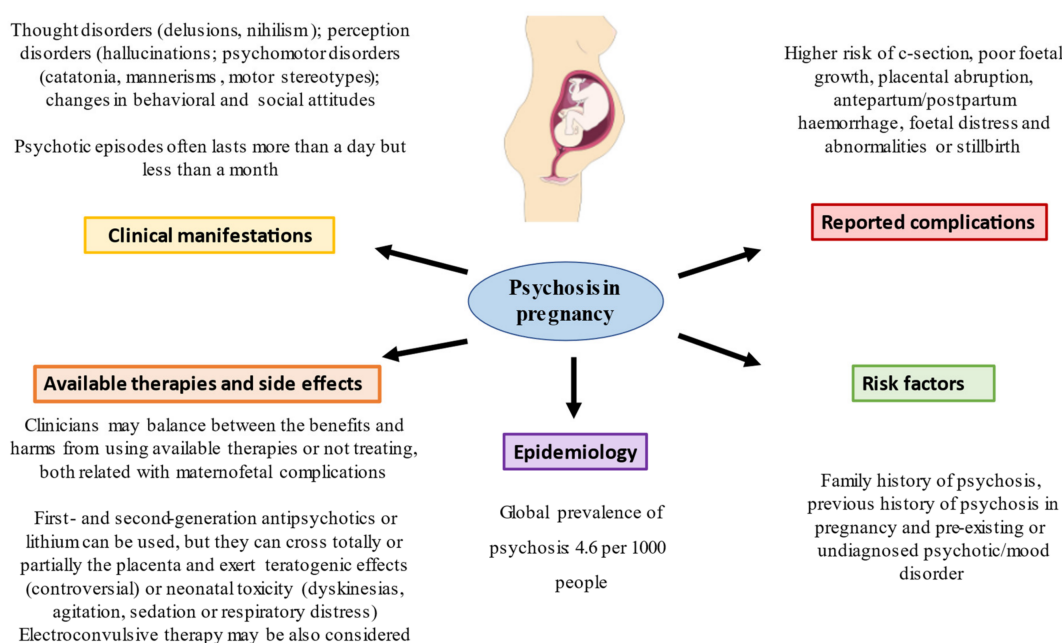 Thought disorders (delusions, nihilism); perception
disorders (hallucinations; psychomotor disorders
(catatonia, mannerisms, motor stereotypes);
changes in behavioral and social attitudes
Psychotic episodes often lasts more than a day but
less than a month
Clinical manifestations
Higher risk of c-section, poor foetal
growth, placental abruption,
antepartum/postpartum
haemorrhage, foetal distress and
abnormalities or stillbirth
Reported complications
Psychosis in
pregnancy
Available therapies and side effects
Clinicians may balance between the benefits and
harms from using available therapies or not treating,
both related with maternofetal complications
First- and second-generation antipsychotics or
lithium can be used, but they can cross totally or
partially the placenta and exert teratogenic effects
(controversial) or neonatal toxicity (dyskinesias,
agitation, sedation or respiratory distress)
Electroconvulsive therapy may be also considered
Epidemiology
Global prevalence of
psychosis: 4.6 per 1000
people
Risk factors
Family history of psychosis,
previous history of psychosis in
pregnancy and pre-existing or
undiagnosed psychotic/mood
disorder